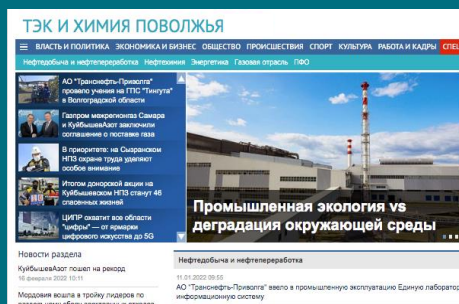 ТЭК И ХИМИЯ ПОВОЛЖЬЯ
ВЛАСТЬ И ПОЛИТИКА ЭКОНОМИКА И БИЗНЕС ОБЩЕСТВО ПРОИСШЕСТВИЯ СПОРТ КУЛЬТУРА РАБОТА И КАДРЫ СПЕЦ
Нефтедобыча и нефтепереработка Нефтехимия Энергетика Газовая отрасль ПФО
АО "Транснефть-Приволга"
провело учения на ГПС "Тингута"
в Волгоградской области
Газпром межрегионгаз Самара
и КуйбышевАзот заключили
соглашение о поставке газа
В приоритете: на Сызранском
НПЗ охране труда уделяют
особое внимание
Итогом донорской акции на
Куйбышевском НПЗ станут 46
спасенных жизней
ЦИПР охватит все области
"цифры" — от ярмарки
цифрового искусства до 5G
Промышленная экология vs
деградация окружающей среды
Новости раздела
КуйбышевАзот пошел на рекорд
16 февраля 2022 10:11
Мордовия вошла в тройку лидеров по
Нефтедобыча и нефтепереработка
11.01.2022 09:55
АО "Транснефть-Приволга" ввело в промышленную эксплуатацию Единую лаборатор
информационную систему